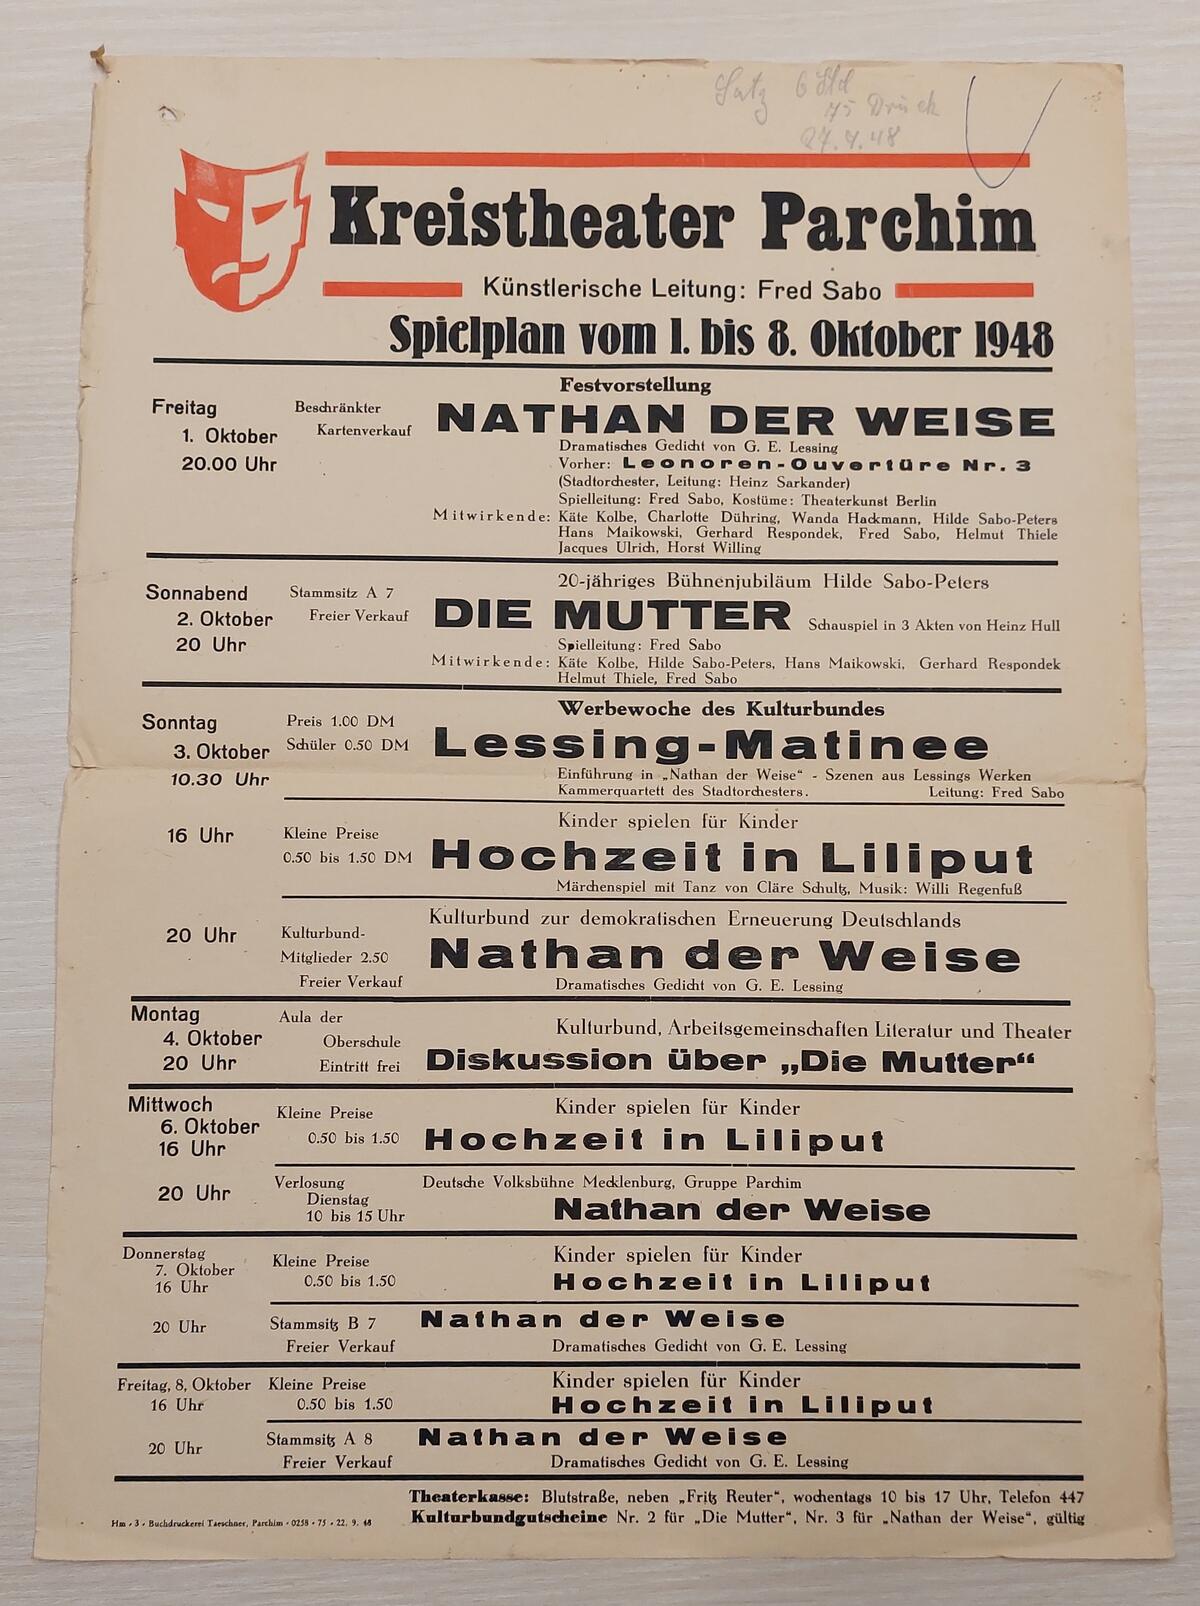 Satz 6 Std
75 Druck
Kreistheater Parchim
Künstlerische Leitung: Fred Sabo
Spielplan vom 1. bis 8. Oktober 1948
Festvorstellung
Freitag
1. Oktober
20.00 Uhr
Beschränkter
Kartenverkauf
NATHAN DER WEISE
Dramatisches Gedicht von G. E. Lessing
Vorher: Leonoren-Ouvertüre Nr. 3
(Stadtorchester, Leitung: Heinz Sarkander)
Spielleitung: Fred Sabo, Kostüme: Theaterkunst Berlin
Mitwirkende: Käte Kolbe, Charlotte Dühring, Wanda Hackmann, Hilde Sabo-Peters
Hans Maikowski, Gerhard Respondek, Fred Sabo, Helmut Thiele
Jacques Ulrich, Horst Willing
Sonnabend
2. Oktober
20 Uhr
Stammsitz A 7
Freier Verkauf
20-jähriges Bühnenjubiläum Hilde Sabo-Peters
DIE MUTTER Schauspiel in 3 Akten von Heinz Hull
Spielleitung: Fred Sabo
Mitwirkende: Käte Kolbe, Hilde Sabo-Peters, Hans Maikowski, Gerhard Respondek
Helmut Thiele, Fred Sabo
Sonntag
3. Oktober
10.30 Uhr
Preis 1.00 DM
Schüler 0.50 DM
Werbewoche des Kulturbundes
Lessing-Matinee
Einführung in „Nathan der Weise“ - Szenen aus Lessings Werken
Kammerquartett des Stadtorchesters. Leitung: Fred Sabo
16 Uhr
Kleine Preise
0.50 bis 1.50 DM
Kinder spielen für Kinder
Hochzeit in Liliput
Märchenspiel mit Tanz von Cläre Schultz, Musik: Willi Regenfuß
20 Uhr
Kulturbund-
Mitglieder 2.50
Freier Verkauf
Kulturbund zur demokratischen Erneuerung Deutschlands
Nathan der Weise
Dramatisches Gedicht von G. E. Lessing
Montag
4. Oktober
20 Uhr
Aula der
Oberschule
Eintritt frei
Kulturbund, Arbeitsgemeinschaften Literatur und Theater
Diskussion über „Die Mutter“
Mittwoch
6. Oktober
16 Uhr
Kleine Preise
0.50 bis 1.50
Kinder spielen für Kinder
Hochzeit in Liliput
20 Uhr
Verlosung
Dienstag
10 bis 15 Uhr
Deutsche Volksbühne Mecklenburg, Gruppe Parchim
Nathan der Weise
Donnerstag
7. Oktober
16 Uhr
Kleine Preise
0.50 bis 1.50
Kinder spielen für Kinder
Hochzeit in Liliput
20 Uhr
Stammsitz B 7
Freier Verkauf
Nathan der Weise
Dramatisches Gedicht von G. E. Lessing
Freitag, 8, Oktober
16 Uhr
Kleine Preise
0.50 bis 1.50
Kinder spielen für Kinder
Hochzeit in Liliput
20 Uhr
Stammsitz A 8
Freier Verkauf
Nathan der Weise
Dramatisches Gedicht von G. E. Lessing
Theaterkasse: Blutstraße, neben „Fritz Reuter“, wochentags 10 bis 17 Uhr, Telefon 447
Kulturbundgutscheine Nr. 2 für „Die Mutter“, Nr. 3 für „Nathan der Weise“, gültig
Hm • 3 • Buchdruckerei Taeschner, Parchim • 0258 • 75 • 22. 9. 48